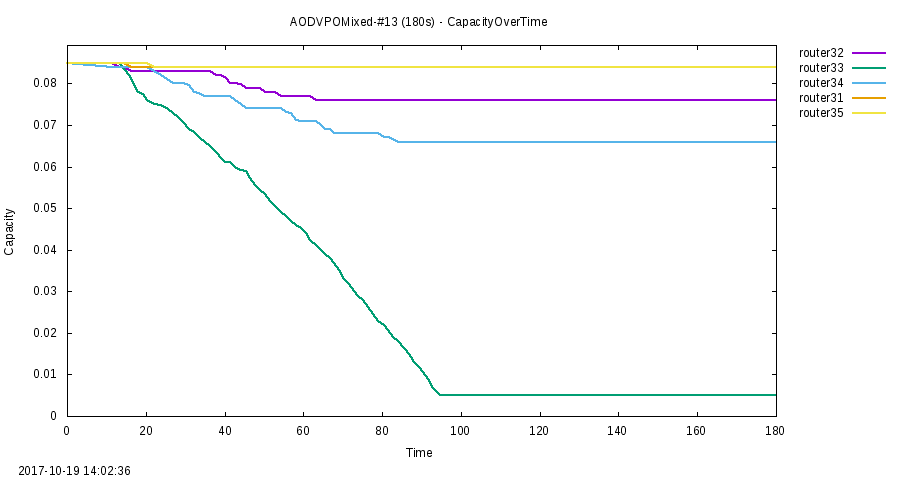 AODVPOMixed-#13 (180s) - CapacityOverTime
router32
router33
router34
router31
router35
0.08
0.07
0.06
0.05
0.04
0.03
0.02
0.01
0
Capacity
0 20 40 60 80 100 120 140 160 180
Time
2017-10-19 14:02:36